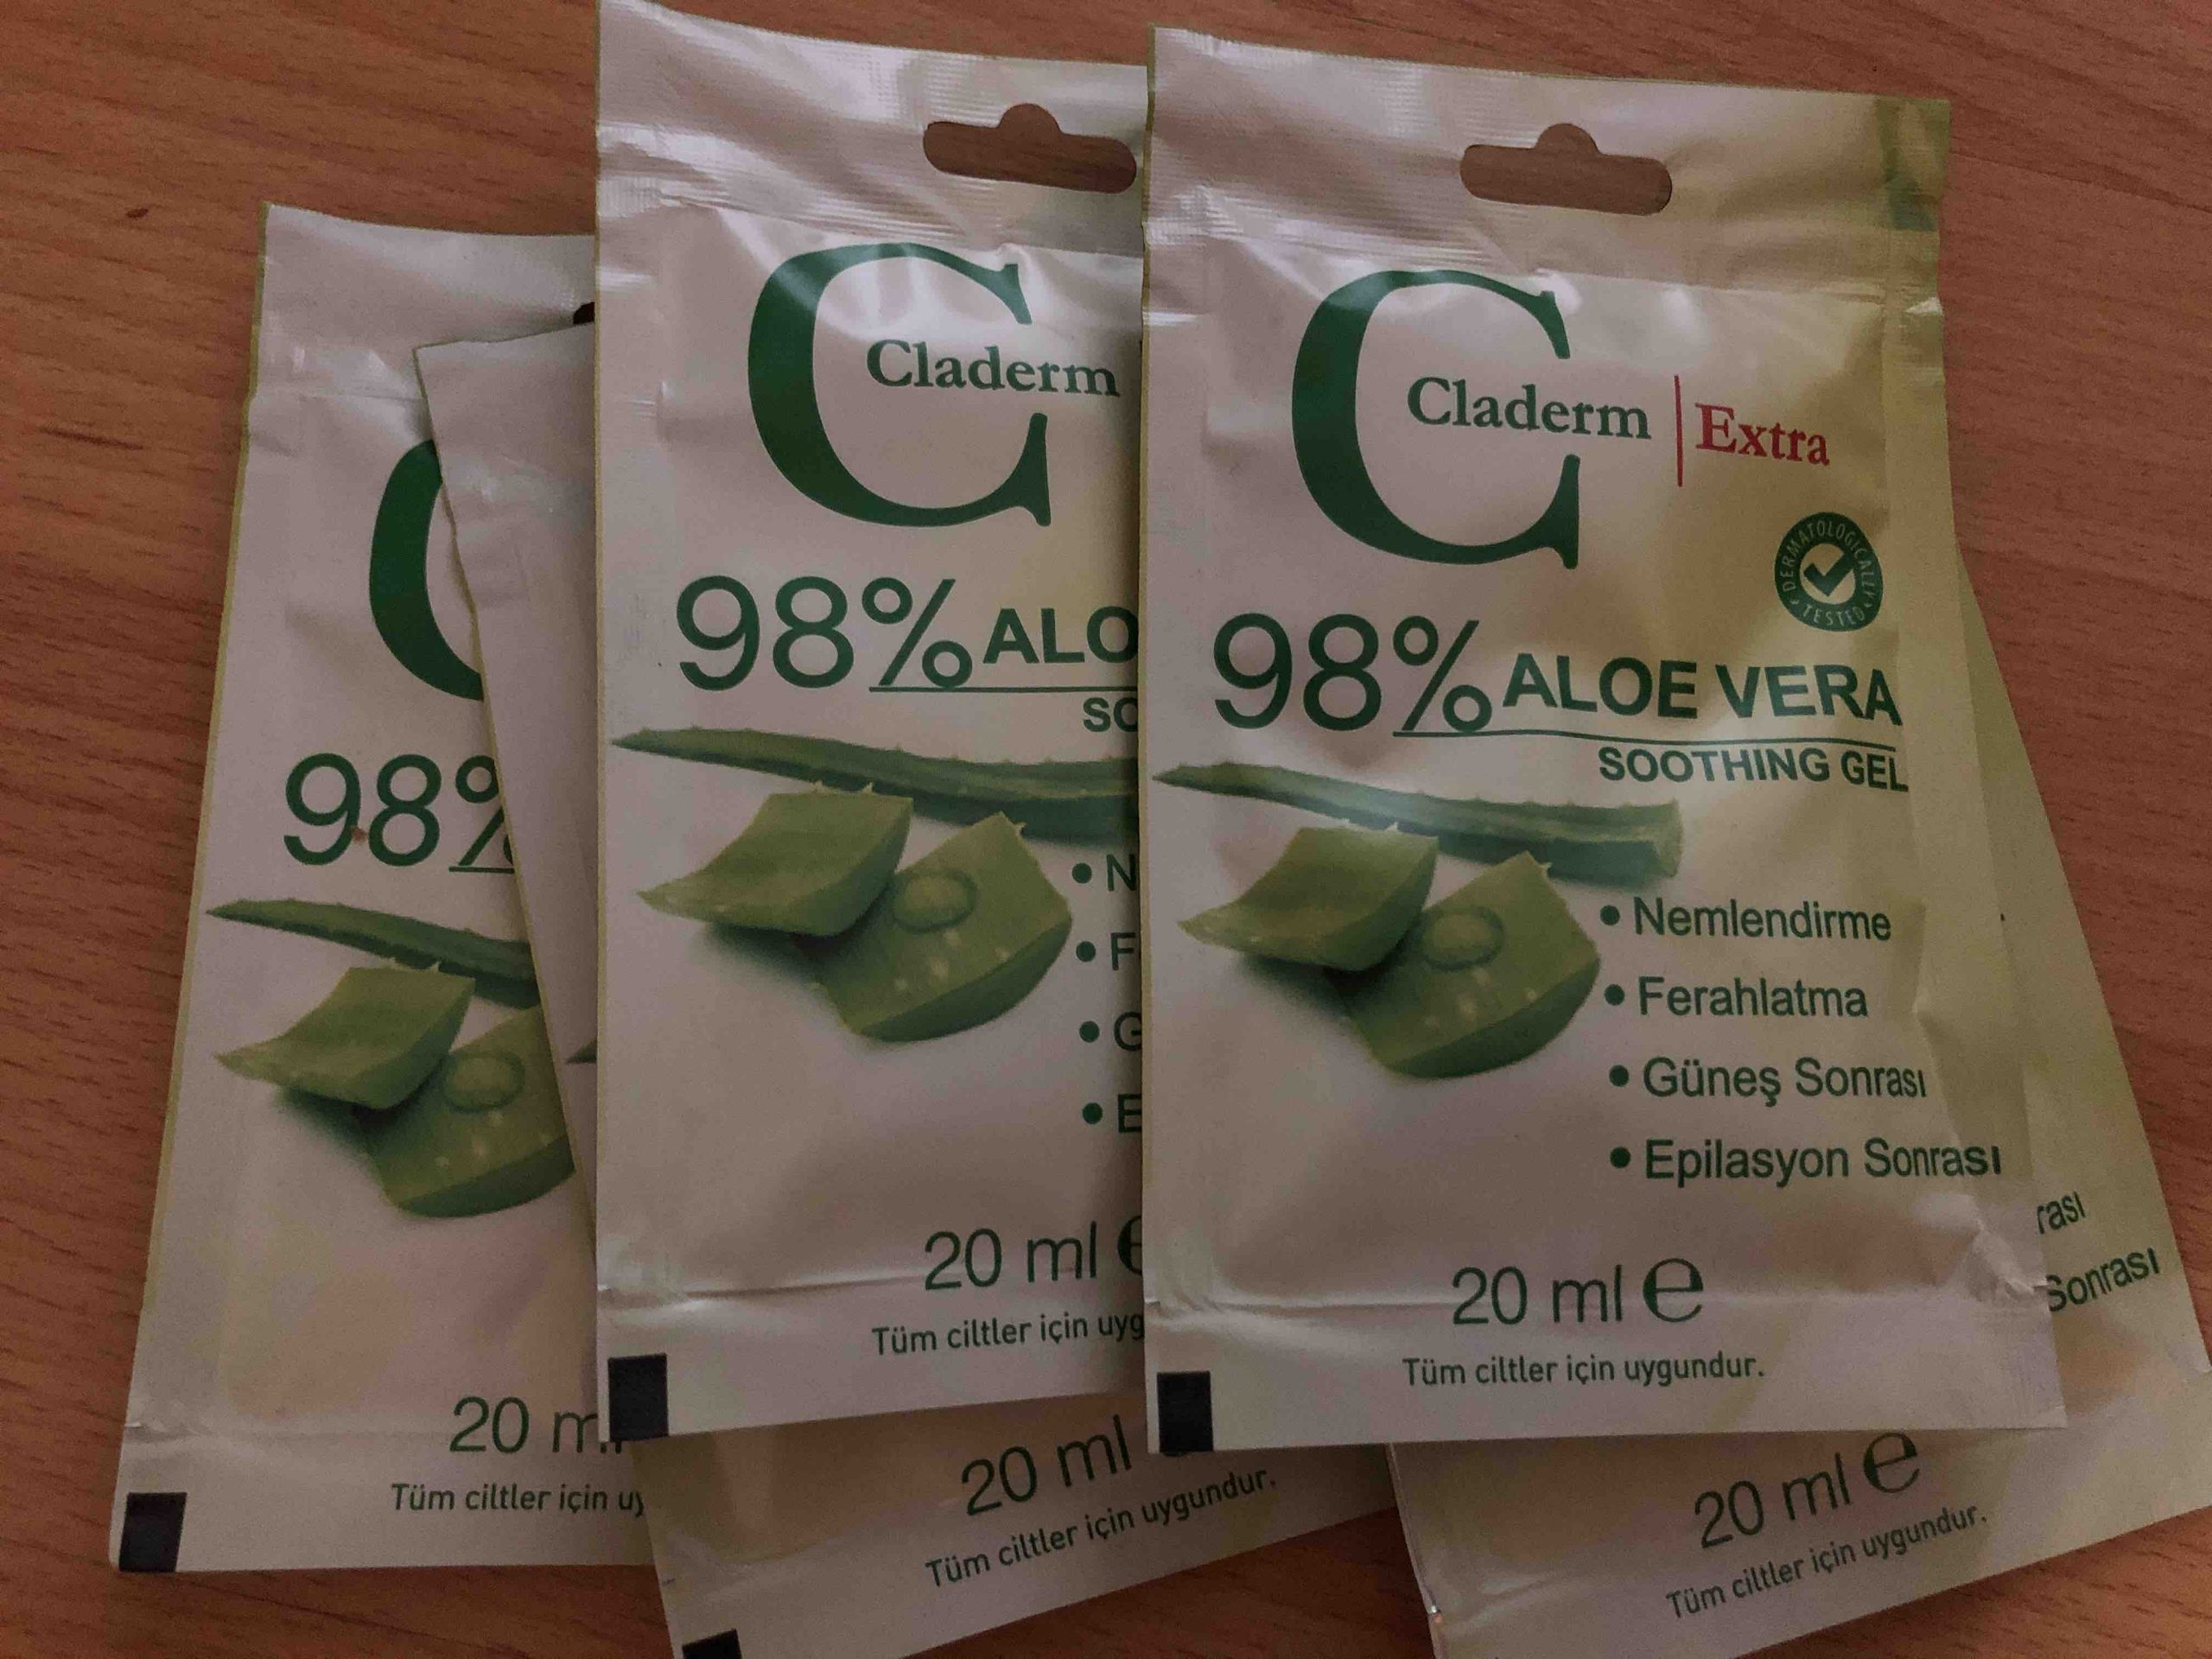 Claderm | Extra
DERMATOLOGICALLY TESTED
98% ALOE VERA
SOOTHING GEL
• Nemlendirme
• Ferahlatma
• Güneş Sonrası
• Epilasyon Sonrası
20 ml e
Tüm ciltler için uygundur.
Claderm
98% ALO
SO
• N
• F
• G
• E
20 ml e
Tüm ciltler için uyg
98%
20 m
Tüm ciltler için uy
20 ml
Tüm ciltler için uygundur.
rası
Sonrası
20 ml e
Tüm ciltler için uygundur.